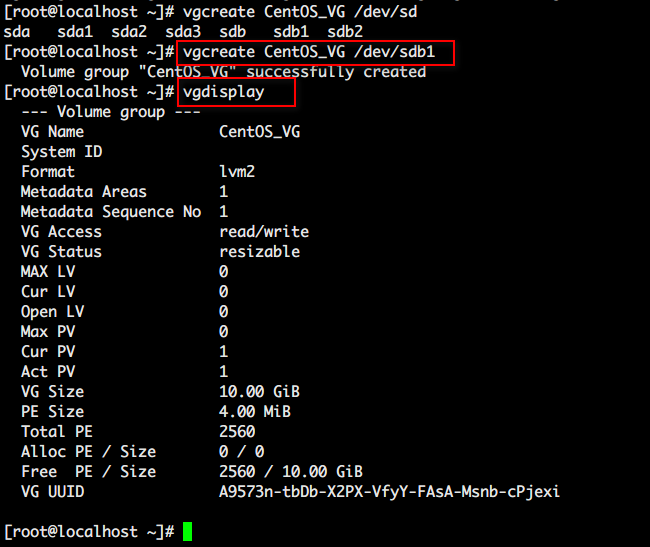 [root@localhost ~]# vgcreate CentOS_VG /dev/sd
sda   sda1  sda2  sda3  sdb   sdb1  sdb2
[root@localhost ~]# vgcreate CentOS_VG /dev/sdb1
  Volume group "CentOS_VG" successfully created
[root@localhost ~]# vgdisplay
  --- Volume group ---
  VG Name               CentOS_VG
  System ID
  Format                lvm2
  Metadata Areas        1
  Metadata Sequence No  1
  VG Access             read/write
  VG Status             resizable
  MAX LV                0
  Cur LV                0
  Open LV               0
  Max PV                0
  Cur PV                1
  Act PV                1
  VG Size               10.00 GiB
  PE Size               4.00 MiB
  Total PE              2560
  Alloc PE / Size       0 / 0
  Free  PE / Size       2560 / 10.00 GiB
  VG UUID               A9573n-tbDb-X2PX-VfyY-FAsA-Msnb-cPjexi
[root@localhost ~]#